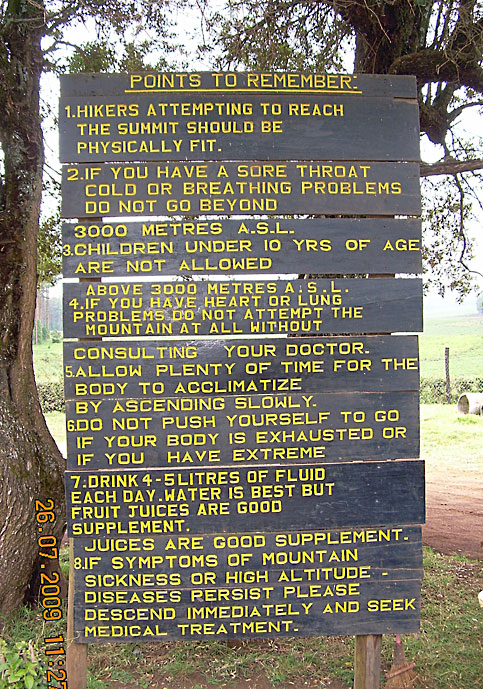 POINTS TO REMEMBER:
1.HIKERS ATTEMPTING TO REACH
THE SUMMIT SHOULD BE
PHYSICALLY FIT.
2.IF YOU HAVE A SORE THROAT
COLD OR BREATHING PROBLEMS
DO NOT GO BEYOND
3000 METRES A.S.L.
3.CHILDREN UNDER 10 YRS OF AGE
ARE NOT ALLOWED
ABOVE 3000 METRES A.S.L.
4.IF YOU HAVE HEART OR LUNG
PROBLEMS DO NOT ATTEMPT THE
MOUNTAIN AT ALL WITHOUT
CONSULTING YOUR DOCTOR.
5.ALLOW PLENTY OF TIME FOR THE
BODY TO ACCLIMATIZE
BY ASCENDING SLOWLY.
6.DO NOT PUSH YOURSELF TO GO
IF YOUR BODY IS EXHAUSTED OR
IF YOU HAVE EXTREME
7.DRINK 4-5 LITRES OF FLUID
EACH DAY.WATER IS BEST BUT
FRUIT JUICES ARE GOOD
SUPPLEMENT.
JUICES ARE GOOD SUPPLEMENT.
8.IF SYMPTOMS OF MOUNTAIN
SICKNESS OR HIGH ALTITUDE -
DISEASES RERSIST PLEASE
DESCEND IMMEDIATELY AND SEEK
MEDICAL TREATMENT.
26.07.2009 11:27